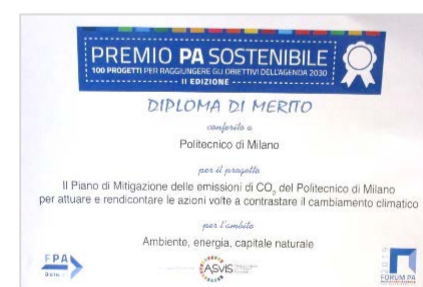 PREMIO PA SOSTENIBILE
100 PROGETTI PER RAGGIUNGERE GLI OBIETTIVI DELL'AGENDA 2030
II EDIZIONE
DIPLOMA DI MERITO
conferito a
Politecnico di Milano
per il progetto
Il Piano di Mitigazione delle emissioni di CO₂ del Politecnico di Milano
per attuare e rendicontare le azioni volte a contrastare il cambiamento climatico
per l'ambito
Ambiente, energia, capitale naturale
FPA
ASviS
2019
FORUM PA